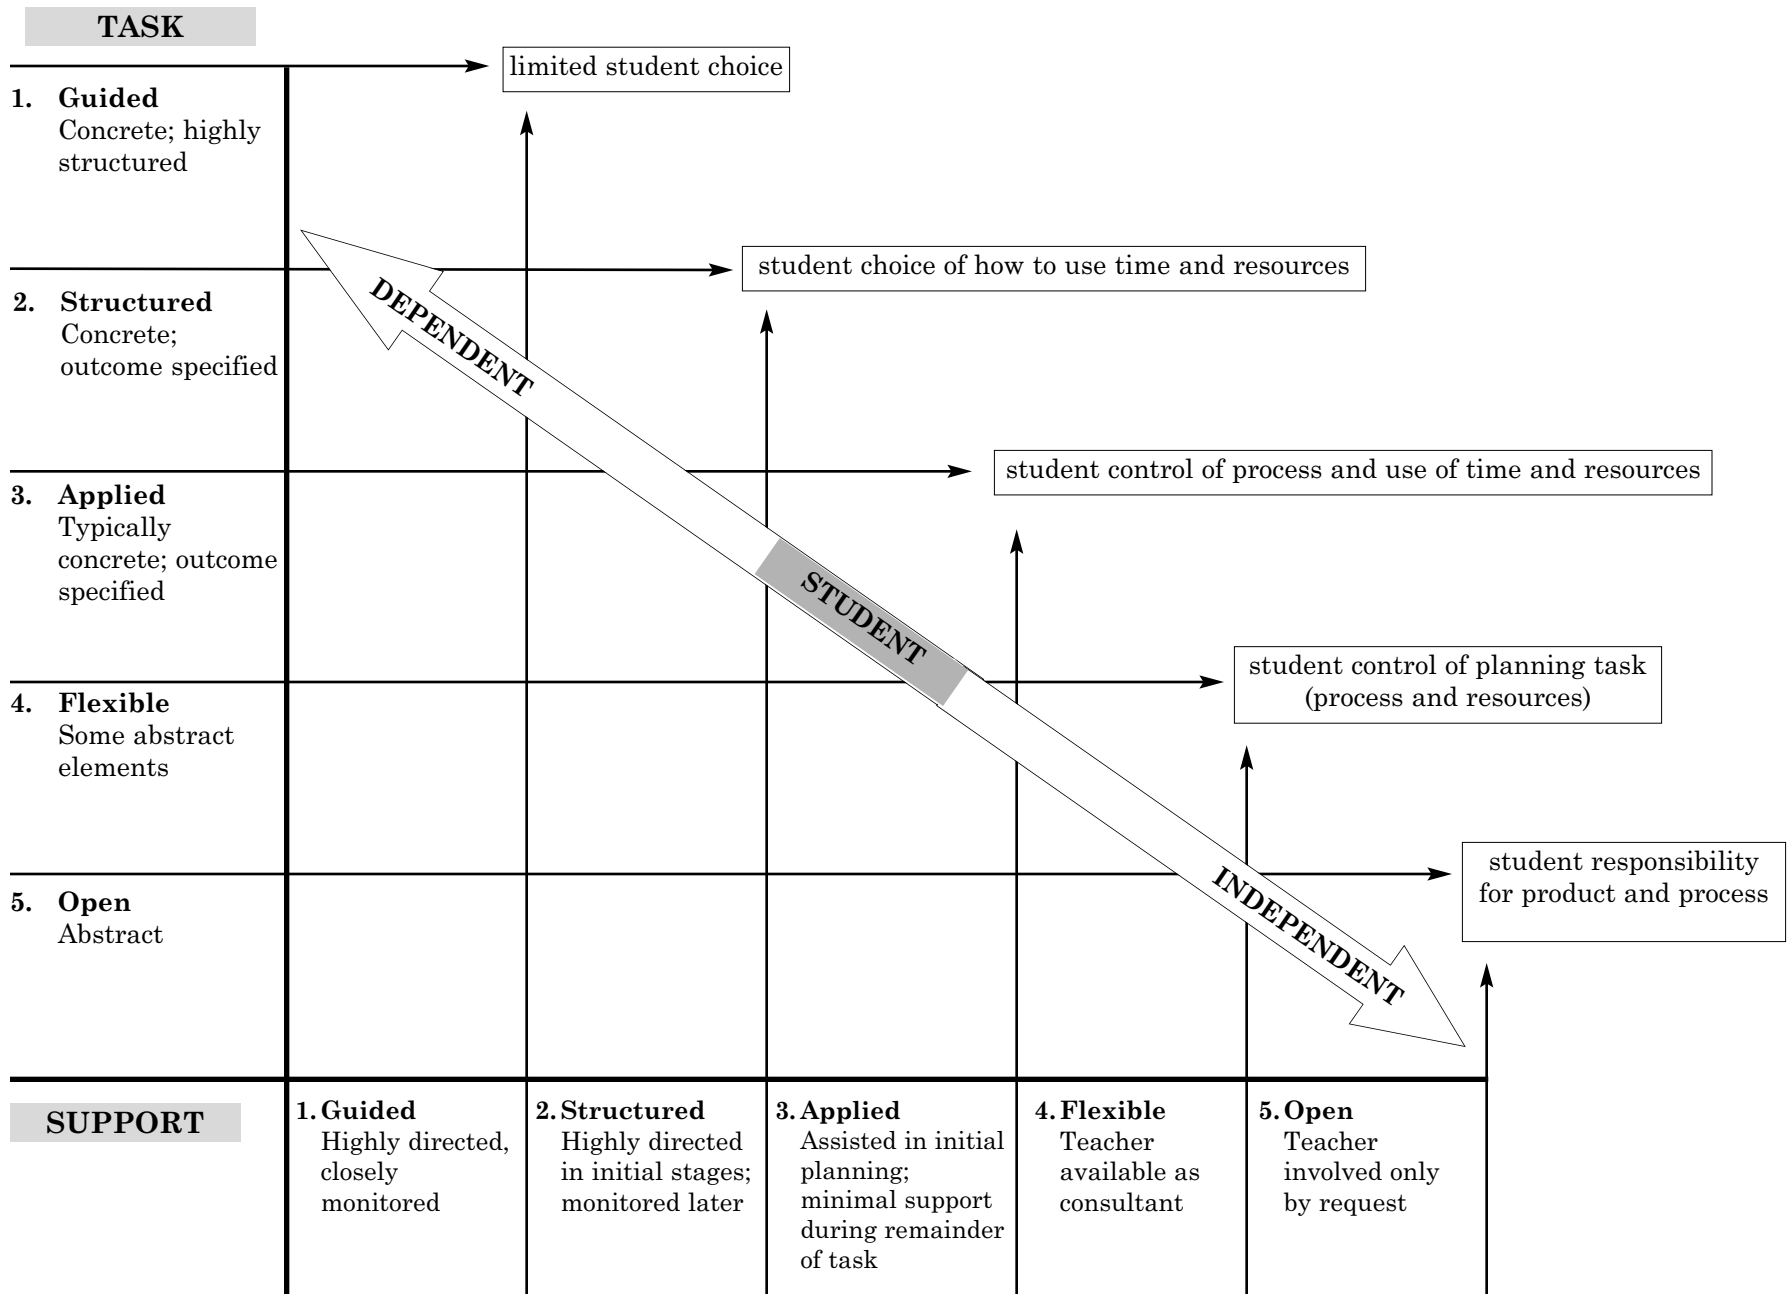 TASK
limited student choice
1. Guided
Concrete; highly
structured
student choice of how to use time and resources
2. Structured
Concrete;
outcome specified
DEPENDENT
student control of process and use of time and resources
3. Applied
Typically
concrete; outcome
specified
STUDENT
student control of planning task
(process and resources)
4. Flexible
Some abstract
elements
student responsibility
for product and process
5. Open
Abstract
INDEPENDENT
SUPPORT
1. Guided
Highly directed,
closely
monitored
2. Structured
Highly directed
in initial stages;
monitored later
3. Applied
Assisted in initial
planning;
minimal support
during remainder
of task
4. Flexible
Teacher
available as
consultant
5. Open
Teacher
involved only
by request